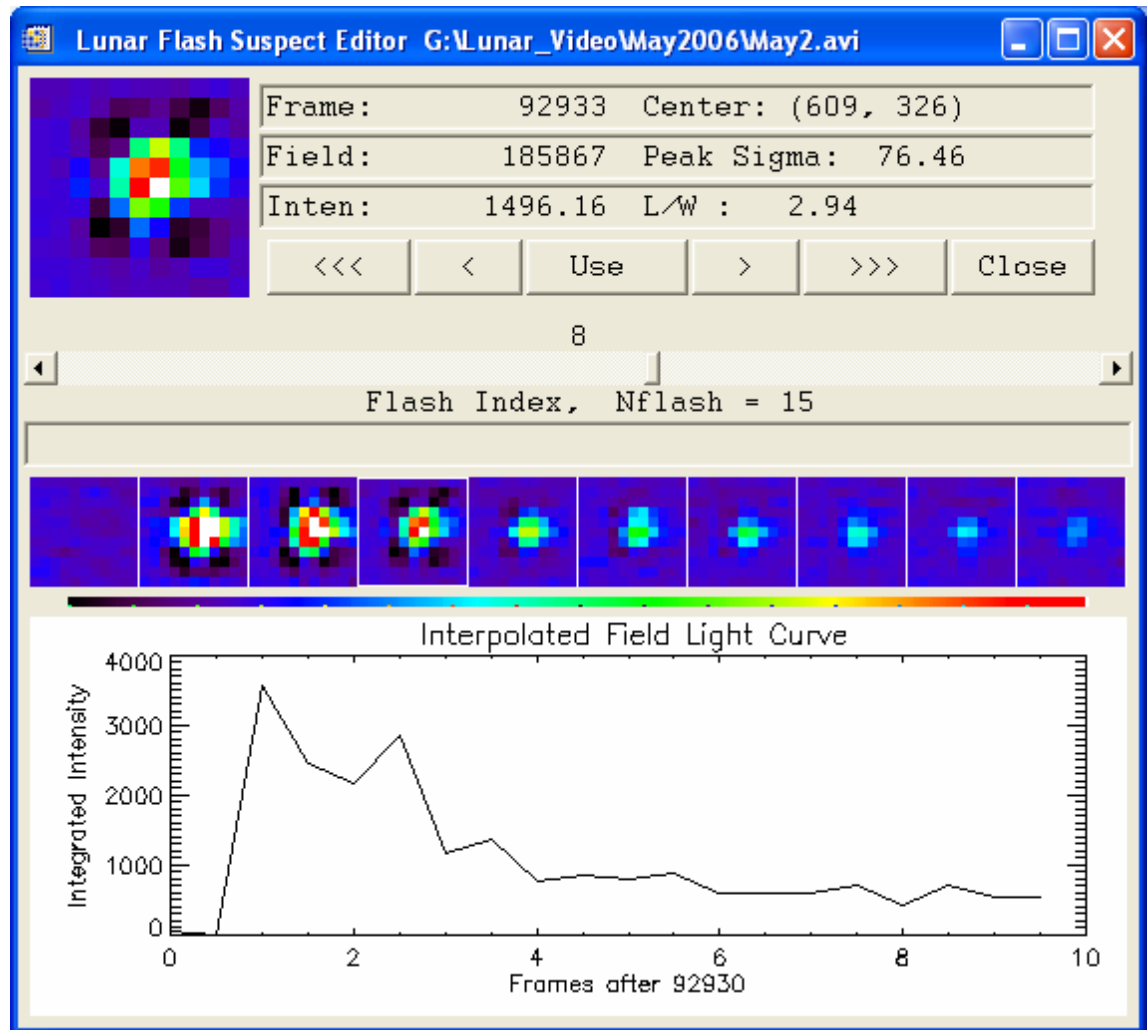 Lunar Flash Suspect Editor G:\Lunar_Video\May2006\May2.avi
Frame: 92933 Center: (609, 326)
Field: 185867 Peak Sigma: 76.46
Inten: 1496.16 L/W : 2.94
<<< < Use > >>> Close
8
Flash Index, Nflash = 15
Interpolated Field Light Curve
Integrated Intensity
4000
3000
2000
1000
0
0 2 4 6 8 10
Frames after 92930